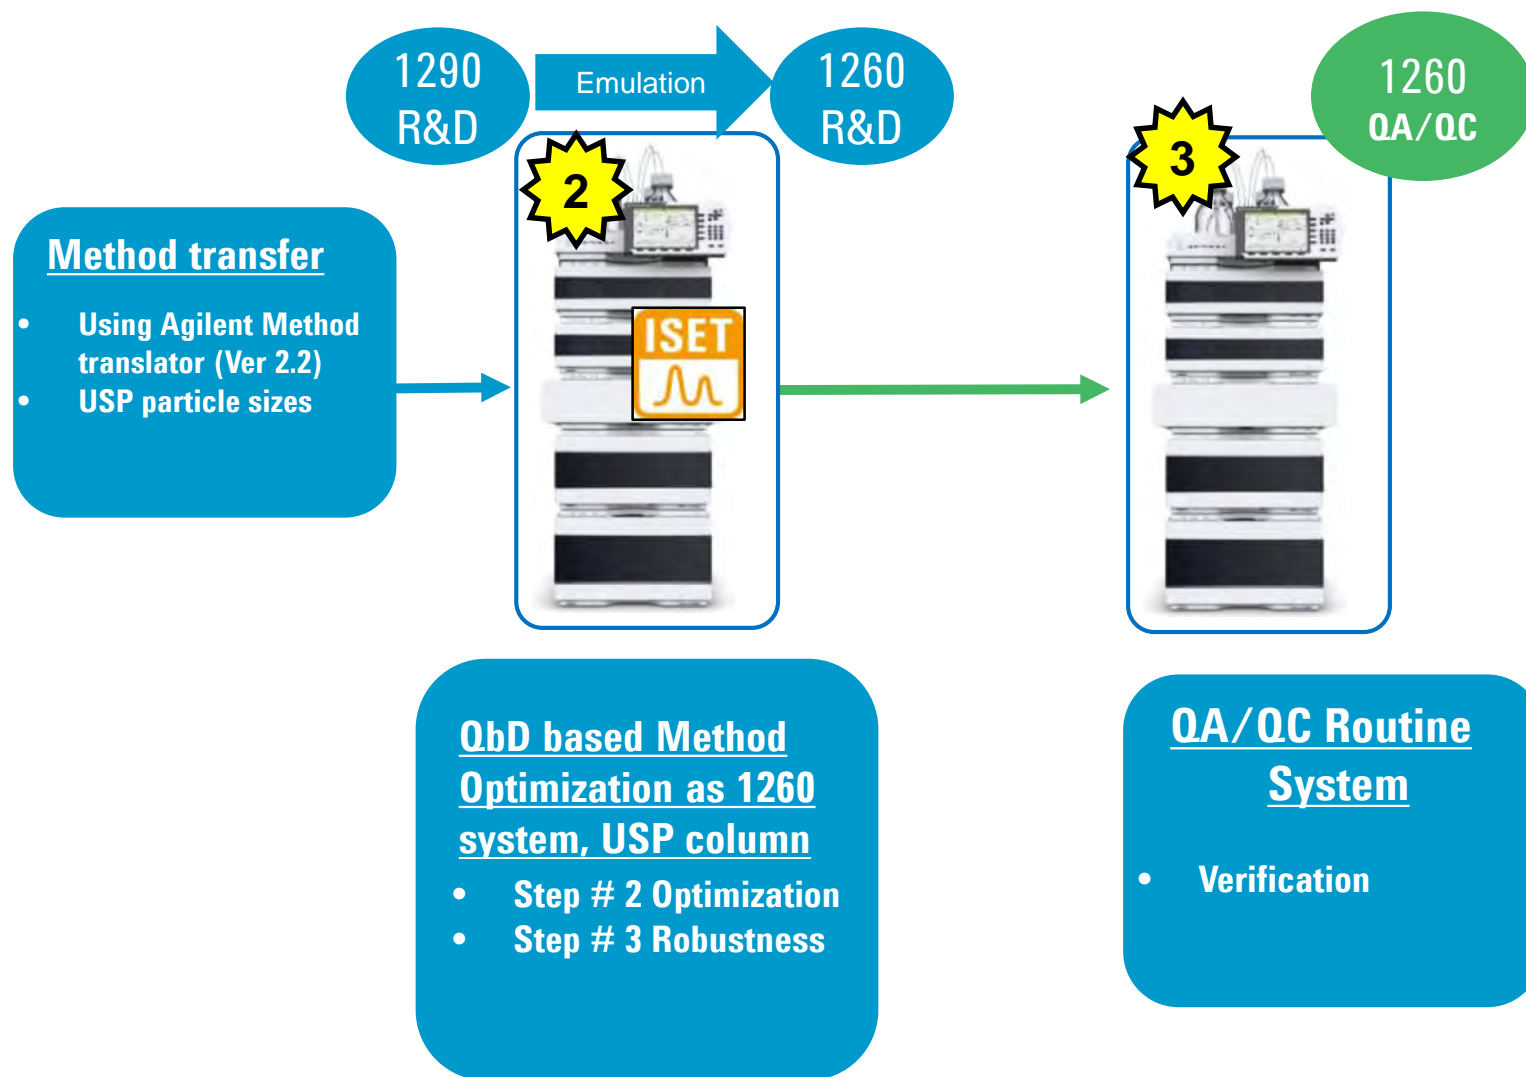 1290
R&D
Emulation
1260
R&D
1260
QA/QC
2
3
Method transfer
• Using Agilent Method
translator (Ver 2.2)
• USP particle sizes
ISET
QbD based Method
Optimization as 1260
system, USP column
• Step # 2 Optimization
• Step # 3 Robustness
QA/QC Routine
System
• Verification